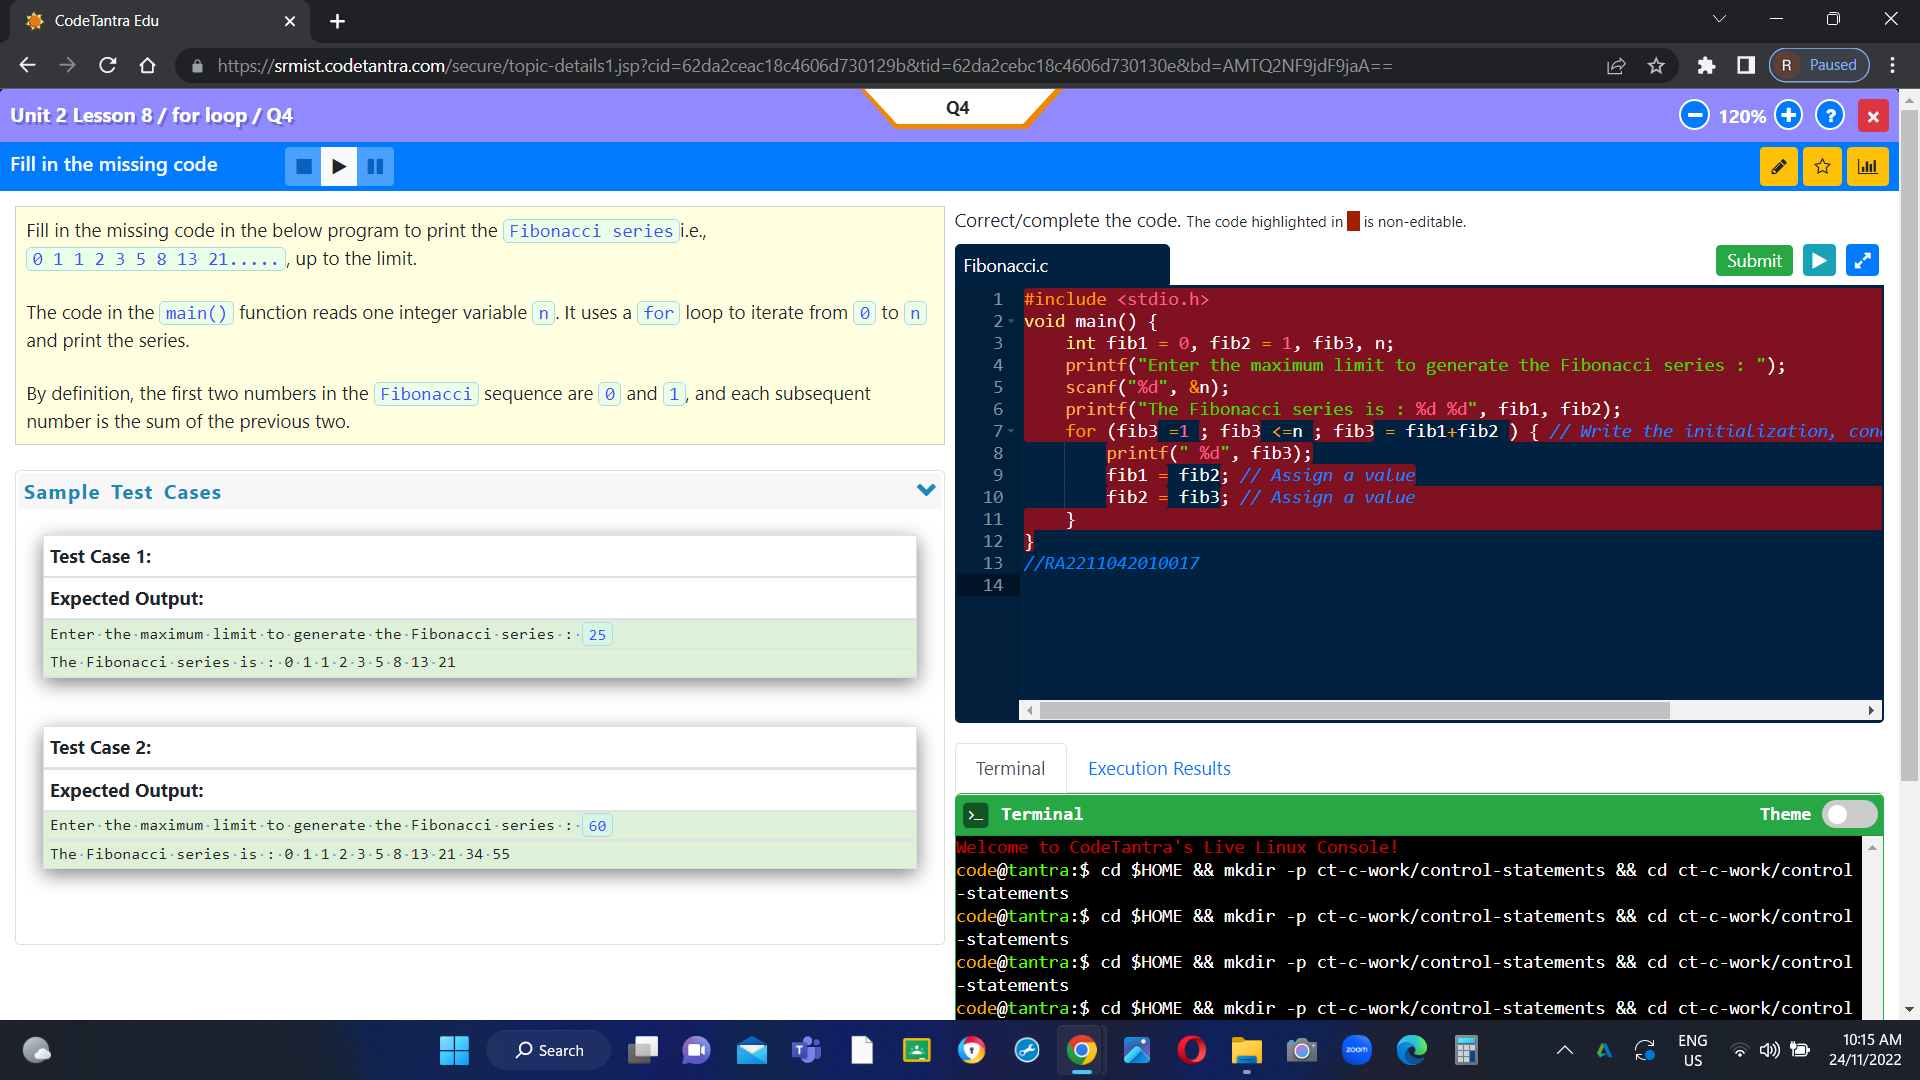 CodeTantra Edu
https://srmist.codetantra.com/secure/topic-details1.jsp?cid=62da2ceac18c4606d730129b&tid=62da2cebc18c4606d730130e&bd=AMTQ2NF9jdF9jaA==
R Paused
Unit 2 Lesson 8 / for loop / Q4
Q4
120%
?
Fill in the missing code
Fill in the missing code in the below program to print the Fibonacci series i.e.,
0 1 1 2 3 5 8 13 21....., up to the limit.
The code in the main() function reads one integer variable n. It uses a for loop to iterate from 0 to n
and print the series.
By definition, the first two numbers in the Fibonacci sequence are 0 and 1, and each subsequent
number is the sum of the previous two.
Sample Test Cases
Test Case 1:
Expected Output:
Enter·the·maximum·limit·to·generate·the·Fibonacci·series·:· 25
The·Fibonacci·series·is·:·0·1·1·2·3·5·8·13·21
Test Case 2:
Expected Output:
Enter·the·maximum·limit·to·generate·the·Fibonacci·series·:· 60
The·Fibonacci·series·is·:·0·1·1·2·3·5·8·13·21·34·55
Correct/complete the code. The code highlighted in is non-editable.
Fibonacci.c
Submit
1 #include <stdio.h>
2 void main() {
3 int fib1 = 0, fib2 = 1, fib3, n;
4 printf("Enter the maximum limit to generate the Fibonacci series : ");
5 scanf("%d", &n);
6 printf("The Fibonacci series is : %d %d", fib1, fib2);
7 for (fib3 =1 ; fib3 <=n ; fib3 = fib1+fib2 ) { // Write the initialization, con
8 printf(" %d", fib3);
9 fib1 = fib2; // Assign a value
10 fib2 = fib3; // Assign a value
11 }
12 }
13 //RA2211042010017
14
Terminal
Execution Results
Terminal
Theme
Welcome to CodeTantra's Live Linux Console!
code@tantra:$ cd $HOME && mkdir -p ct-c-work/control-statements && cd ct-c-work/control
-statements
code@tantra:$ cd $HOME && mkdir -p ct-c-work/control-statements && cd ct-c-work/control
-statements
code@tantra:$ cd $HOME && mkdir -p ct-c-work/control-statements && cd ct-c-work/control
-statements
code@tantra:$ cd $HOME && mkdir -p ct-c-work/control-statements && cd ct-c-work/control
Search
zoom
ENG
US
10:15 AM
24/11/2022